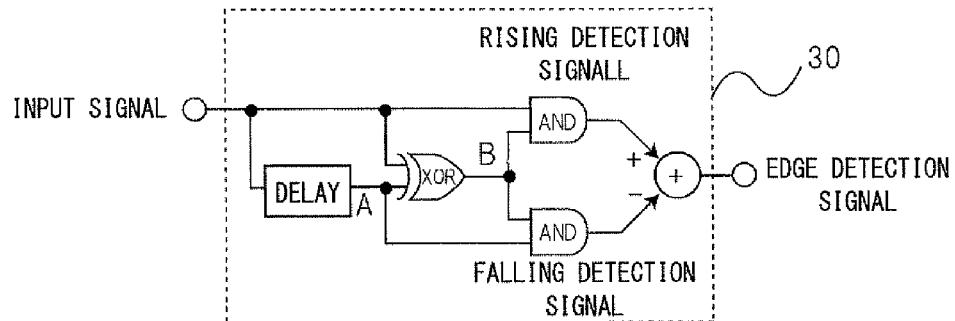 RISING DETECTION
SIGNALL
30
INPUT SIGNAL
AND
B
XOR
+
+
EDGE DETECTION
SIGNAL
DELAY
A
−
AND
FALLING DETECTION
SIGNAL